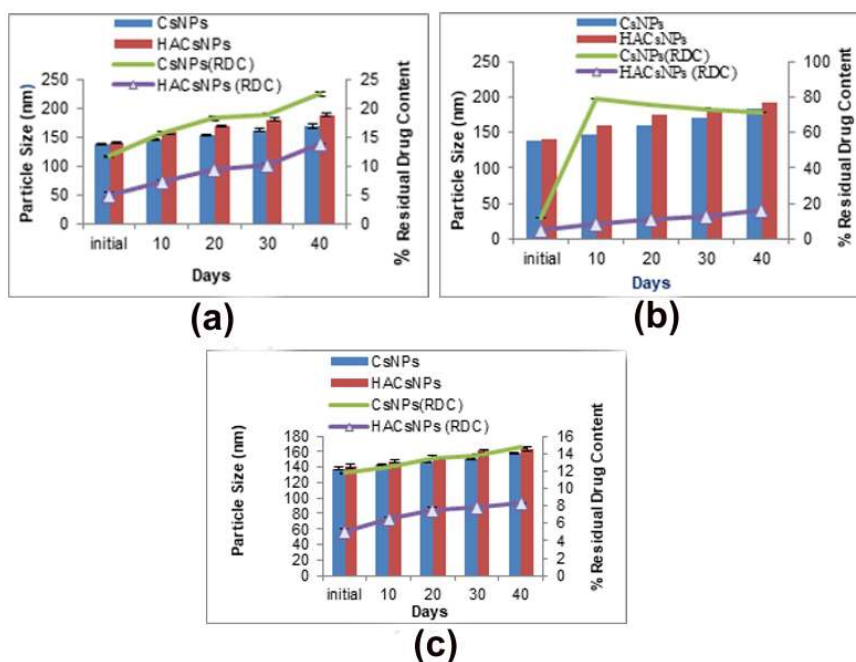 CsNPs
HACsNPs
CsNPs(RDC)
HACsNPs (RDC)
Particle Size (nm)
250
200
150
100
50
0
25
20
15
10
5
0
% Residual Drug Content
initial 10 20 30 40
Days
(a)
CsNPs
HACsNPs
CsNPs(RDC)
HACsNPs (RDC)
Particle Size (nm)
250
200
150
100
50
0
100
80
60
40
20
0
% Residual Drug Content
initial 10 20 30 40
Days
(b)
CsNPs
HACsNPs
CsNPs(RDC)
HACsNPs (RDC)
Particle Size (nm)
180
160
140
120
100
80
60
40
20
0
16
14
12
10
8
6
4
2
0
% Residual Drug Content
initial 10 20 30 40
Days
(c)